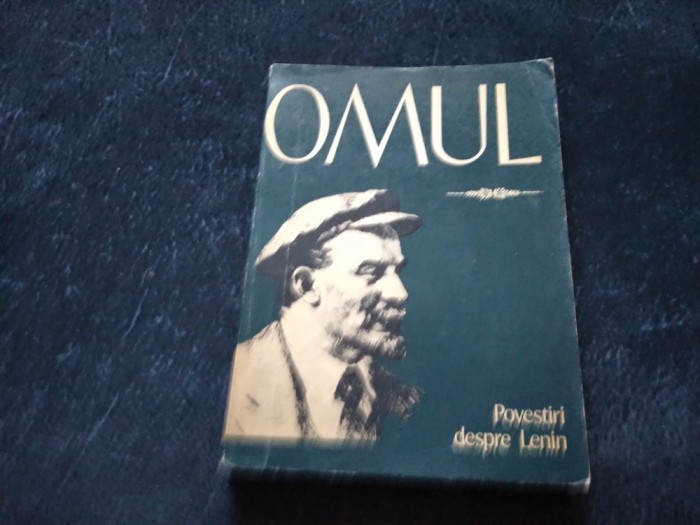 OMUL
Povestiri
despre Lenin